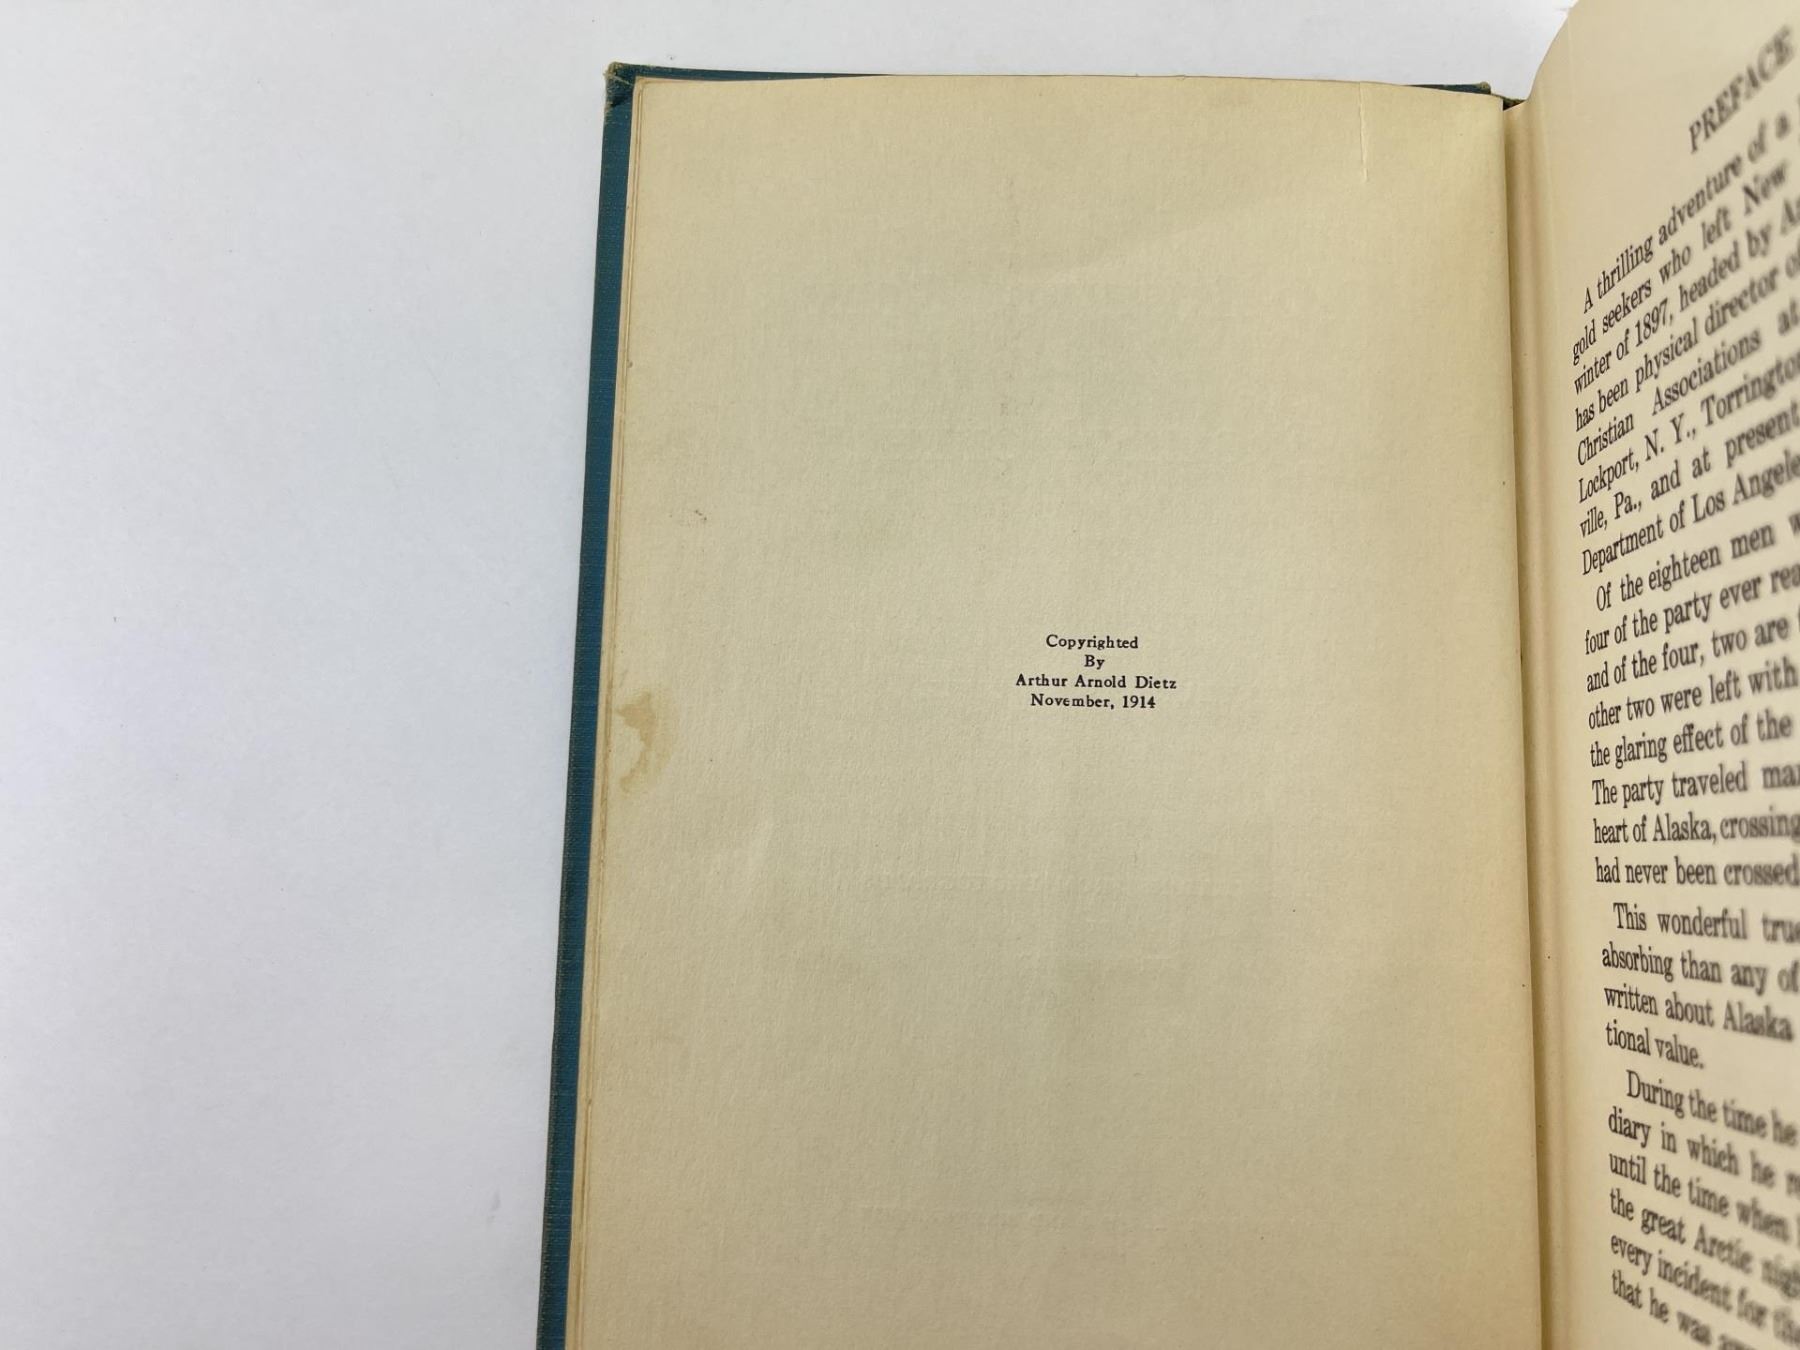 Copyrighted
By
Arthur Arnold Dietz
November, 1914
PREFACE
A thrilling adventure of a
gold seekers who left New
winter of 1897, headed by
has been physical director of
Christian Associations at
Lockport, N. Y., Torrington
ville, Pa., and at present
Department of Los Angele
Of the eighteen men w
four of the party ever rea
and of the four, two are
other two were left with
the glaring effect of the
The party traveled mar
heart of Alaska, crossing
had never been crossed
This wonderful true
absorbing than any of
written about Alaska
tional value.
During the time he
diary in which he
until the time when
the great Arctic nigh
every incident for the
that he was